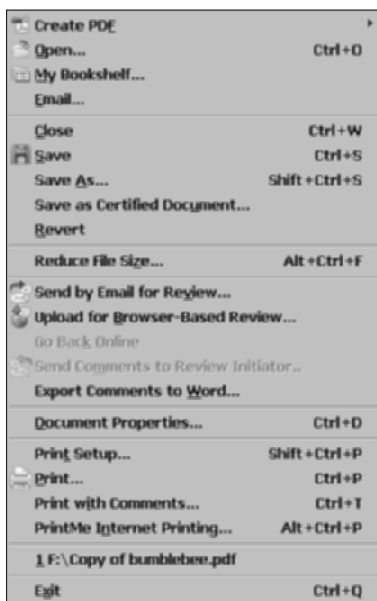 Create PDF
Open... Ctrl+O
My Bookshelf...
Email...
Close Ctrl+W
Save Ctrl+S
Save As... Shift+Ctrl+S
Save as Certified Document...
Revert
Reduce File Size... Alt+Ctrl+F
Send by Email for Review...
Upload for Browser-Based Review...
Go Back Online
Send Comments to Review Initiator..
Export Comments to Word...
Document Properties... Ctrl+D
Print Setup... Shift+Ctrl+P
Print... Ctrl+P
Print with Comments... Ctrl+T
PrintMe Internet Printing... Alt+Ctrl+P
1 F:\Copy of bumblebee.pdf
Exit Ctrl+Q